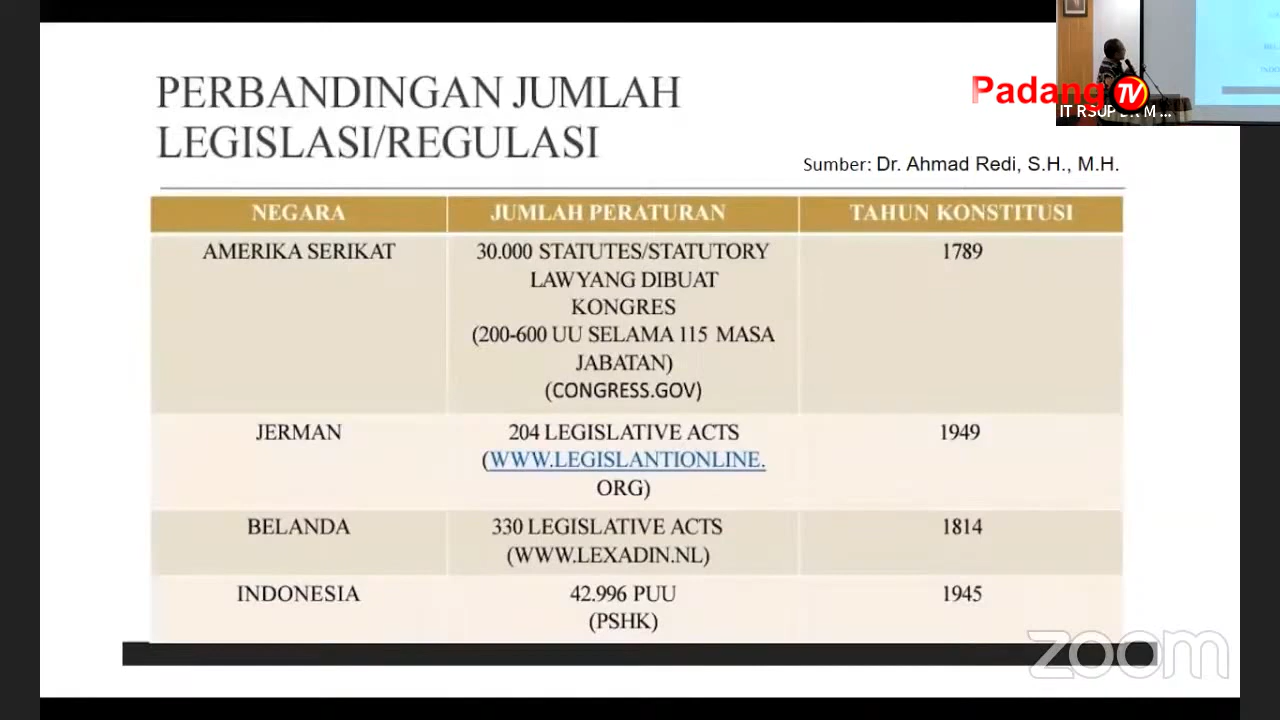 PERBANDINGAN JUMLAH
LEGISLASI/REGULASI
Padang TV
IT RSUP DR M ...
Sumber: Dr. Ahmad Redi, S.H., M.H.
NEGARA JUMLAH PERATURAN TAHUN KONSTITUSI
AMERIKA SERIKAT 30.000 STATUTES/STATUTORY 1789
LAWYANG DIBUAT
KONGRES
(200-600 UU SELAMA 115 MASA
JABATAN)
(CONGRESS.GOV)
JERMAN 204 LEGISLATIVE ACTS 1949
(WWW.LEGISLANTIONLINE.
ORG)
BELANDA 330 LEGISLATIVE ACTS 1814
(WWW.LEXADIN.NL)
INDONESIA 42.996 PUU 1945
(PSHK)
zoom